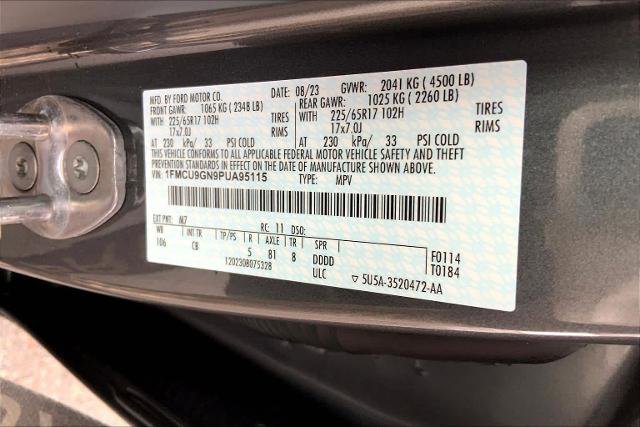 MFD. BY FORD MOTOR CO.
DATE: 08/23 GVWR: 2041 KG ( 4500 LB)
FRONT GAWR: 1065 KG ( 2348 LB) REAR GAWR: 1025 KG ( 2260 LB)
WITH 225/65R17 102H TIRES WITH 225/65R17 102H TIRES
17x7.0J RIMS 17x7.0J RIMS
AT 230 kPa/ 33 PSI COLD AT 230 kPa/ 33 PSI COLD
THIS VEHICLE CONFORMS TO ALL APPLICABLE FEDERAL MOTOR VEHICLE SAFETY AND THEFT
PREVENTION STANDARDS IN EFFECT ON THE DATE OF MANUFACTURE SHOWN ABOVE.
VIN: 1FMCU9GN9PUA95115 TYPE: MPV
EXT PNT: M7 RC: 11 DSO:
WB INT TR TP/PS R AXLE TR SPR
106 CB 5 81 8 DDDD
F0114
T0184
1202308075328 ULC ▽ 5USA-3520472-AA